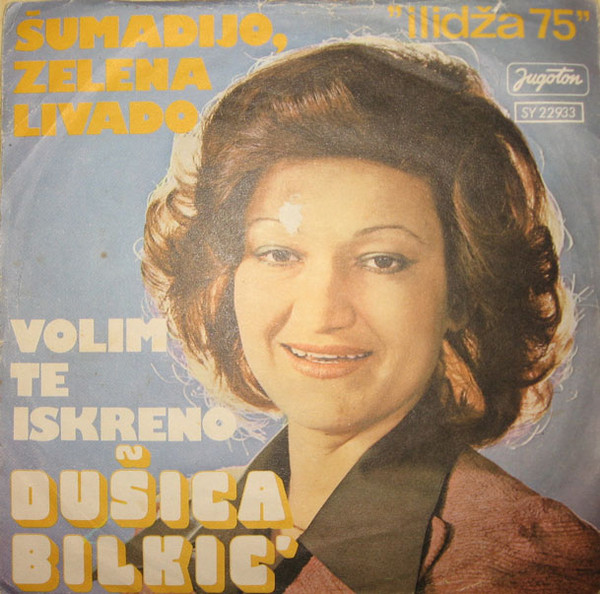 ŠUMADIJO,
ZELENA
LIVADO
"ilidža 75"
Jugoton
SY 22933
VOLIM
TE
ISKRENO
DUŠICA
BILKIĆ